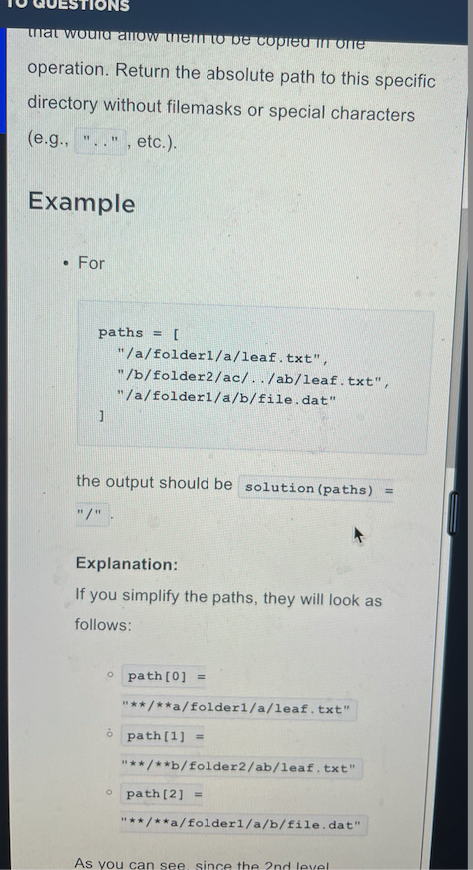 TO QUESTIONS
that would allow them to be copied in one
operation. Return the absolute path to this specific
directory without filemasks or special characters
(e.g., "..", etc.).
Example
• For
paths = [
"/a/folder1/a/leaf.txt",
"/b/folder2/ac/../ab/leaf.txt",
"/a/folder1/a/b/file.dat"
]
the output should be solution(paths) =
"/".
Explanation:
If you simplify the paths, they will look as
follows:
○ path[0] =
"**/**a/folder1/a/leaf.txt"
○ path[1] =
"**/**b/folder2/ab/leaf.txt"
○ path[2] =
"**/**a/folder1/a/b/file.dat"
As you can see, since the 2nd level